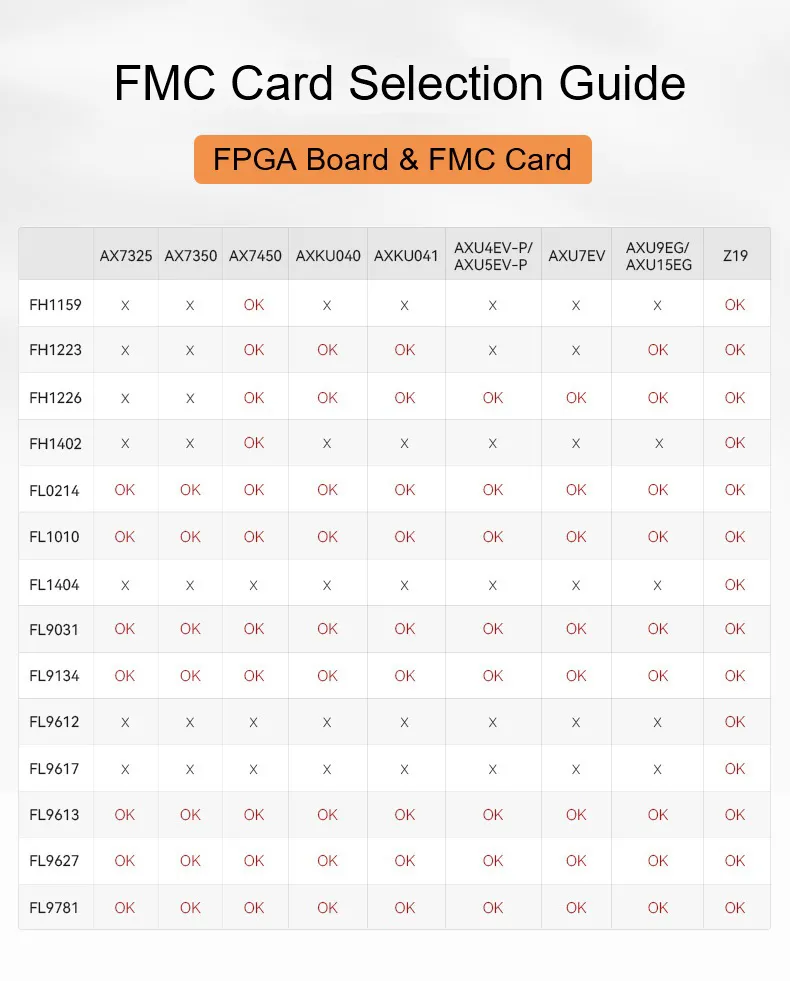 FMC Card Selection Guide
FPGA Board & FMC Card
AX7325 AX7350 AX7450 AXKU040 AXKU041 AXU4EV-P/ AXU5EV-P AXU7EV AXU9EG/ AXU15EG Z19
FH1159 X X OK X X X X X OK
FH1223 X X OK OK OK X X OK OK
FH1226 X X OK OK OK OK OK OK OK
FH1402 X X OK X X X X X OK
FL0214 OK OK OK OK OK OK OK OK OK
FL1010 OK OK OK OK OK OK OK OK OK
FL1404 X X X X X X X X OK
FL9031 OK OK OK OK OK OK OK OK OK
FL9134 OK OK OK OK OK OK OK OK OK
FL9612 X X X X X X X X OK
FL9617 X X X X X X X X OK
FL9613 OK OK OK OK OK OK OK OK OK
FL9627 OK OK OK OK OK OK OK OK OK
FL9781 OK OK OK OK OK OK OK OK OK